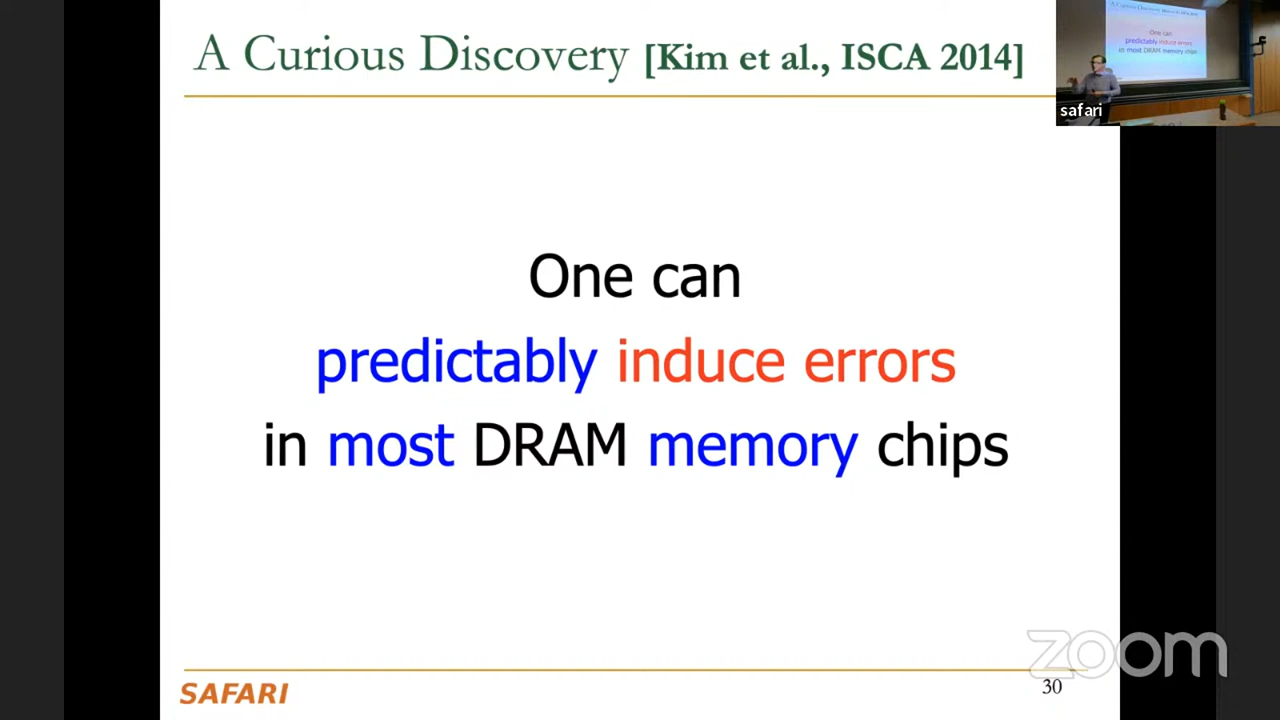 A Curious Discovery [Kim et al., ISCA 2014]
safari
One can
predictably induce errors
in most DRAM memory chips
zoom
SAFARI
30